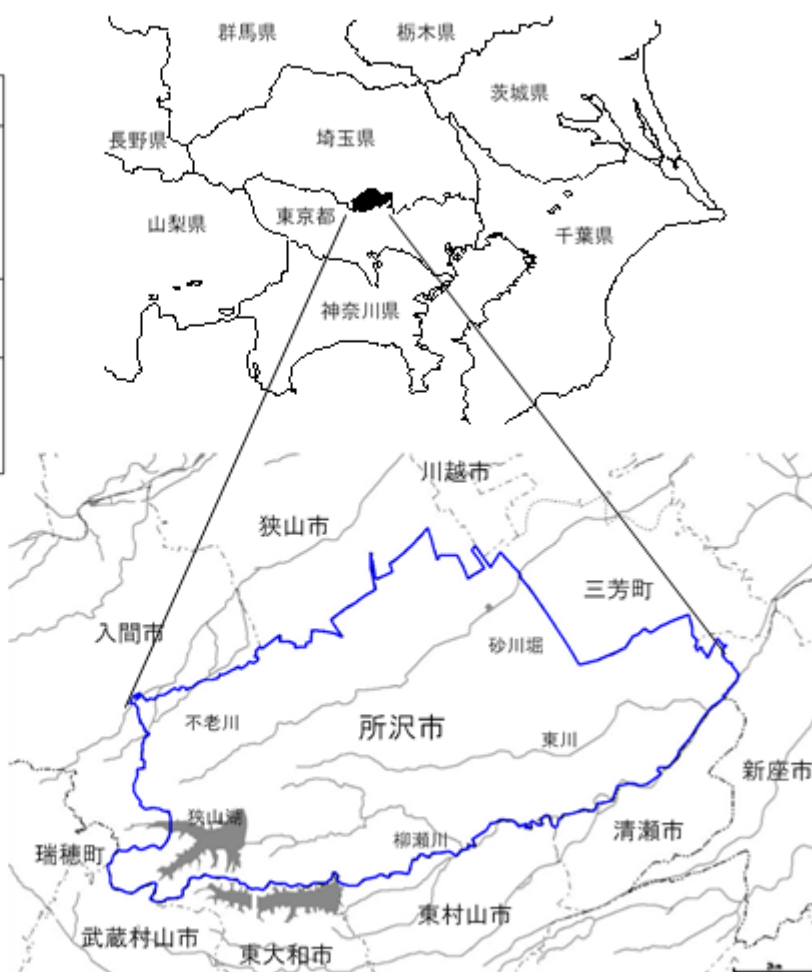 群馬県
栃木県
茨城県
長野県
埼玉県
山梨県
東京都
千葉県
神奈川県
川越市
狭山市
三芳町
入間市
砂川堀
不老川
所沢市
東川
新座市
狭山湖
柳瀬川
清瀬市
瑞穂町
東村山市
武蔵村山市
東大和市